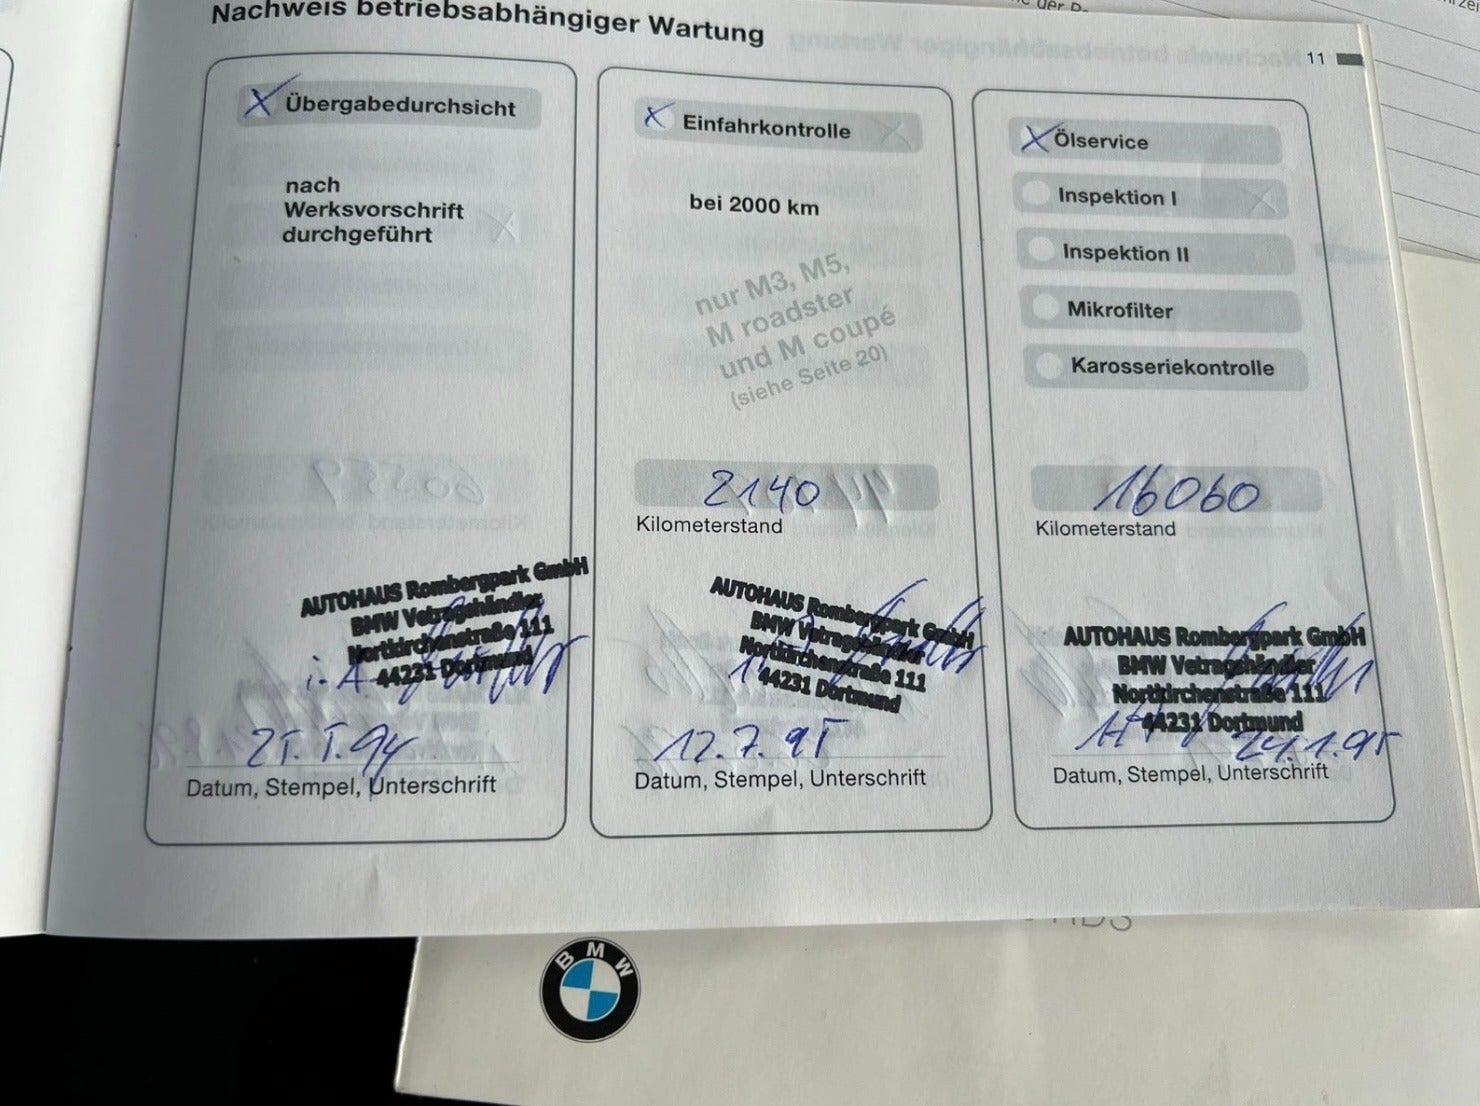 Nachweis betriebsabhängiger Wartung
11
X Übergabedurchsicht
nach
Werksvorschrift
durchgeführt
AUTOHAUS Rombergpark GmbH
BMW Vetragshändler
Nortkirchenstraße 111
44231 Dortmund
i. A.
25.5.94
Datum, Stempel, Unterschrift
X Einfahrkontrolle
bei 2000 km
nur M3, M5,
M roadster
und M coupé
(siehe Seite 20)
2140
Kilometerstand
AUTOHAUS Rombergpark GmbH
BMW Vetragshändler
Nortkirchenstraße 111
44231 Dortmund
12.7.95
Datum, Stempel, Unterschrift
X Ölservice
Inspektion I
Inspektion II
Mikrofilter
Karosseriekontrolle
16060
Kilometerstand
AUTOHAUS Rombergpark GmbH
BMW Vetragshändler
Nortkirchenstraße 111
44231 Dortmund
24.1.95
Datum, Stempel, Unterschrift
BMW